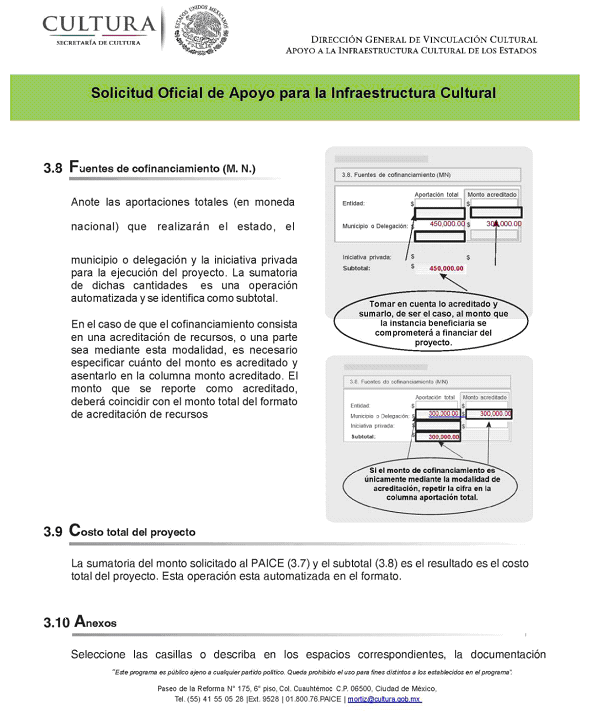 CULTURA
SECRETARÍA DE CULTURA
ESTADOS UNIDOS MEXICANOS
DIRECCIÓN GENERAL DE VINCULACIÓN CULTURAL
APOYO A LA INFRAESTRUCTURA CULTURAL DE LOS ESTADOS
Solicitud Oficial de Apoyo para la Infraestructura Cultural
3.8 Fuentes de cofinanciamiento (M. N.)
Anote las aportaciones totales (en moneda
nacional) que realizarán el estado, el
municipio o delegación y la iniciativa privada
para la ejecución del proyecto. La sumatoria
de dichas cantidades es una operación
automatizada y se identifica como subtotal.
En el caso de que el cofinanciamiento consista
en una acreditación de recursos, o una parte
sea mediante esta modalidad, es necesario
especificar cuánto del monto es acreditado y
asentarlo en la columna monto acreditado. El
monto que se reporte como acreditado,
deberá coincidir con el monto total del formato
de acreditación de recursos
3.8. Fuentes de cofinanciamiento (MN)
Aportación total Monto acreditado
Entidad: $ $
Municipio o Delegación: $ 450,000.00 $ 300,000.00
Iniciativa privada: $ $
Subtotal: $ 450,000.00
Tomar en cuenta lo acreditado y
sumarlo, de ser el caso, al monto que
la instancia beneficiaria se
comprometerá a financiar del
proyecto.
3.8. Fuentes de cofinanciamiento (MN)
Aportación total Monto acreditado
Entidad: $ $
Municipio o Delegación: $ 300,000.00 $ 300,000.00
Iniciativa privada: $
Subtotal: $ 300,000.00
Si el monto de cofinanciamiento es
únicamente mediante la modalidad de
acreditación, repetir la cifra en la
columna aportación total.
3.9 Costo total del proyecto
La sumatoria del monto solicitado al PAICE (3.7) y el subtotal (3.8) es el resultado es el costo
total del proyecto. Esta operación esta automatizada en el formato.
3.10 Anexos
Seleccione las casillas o describa en los espacios correspondientes, la documentación
"Este programa es público ajeno a cualquier partido político. Queda prohibido el uso para fines distintos a los establecidos en el programa".
Paseo de la Reforma N° 175, 6° piso, Col. Cuauhtémoc C.P. 06500, Ciudad de México,
Tel. (55) 41 55 05 28 |Ext. 9528 | 01.800.76.PAICE | mortiz@cultura.gob.mx